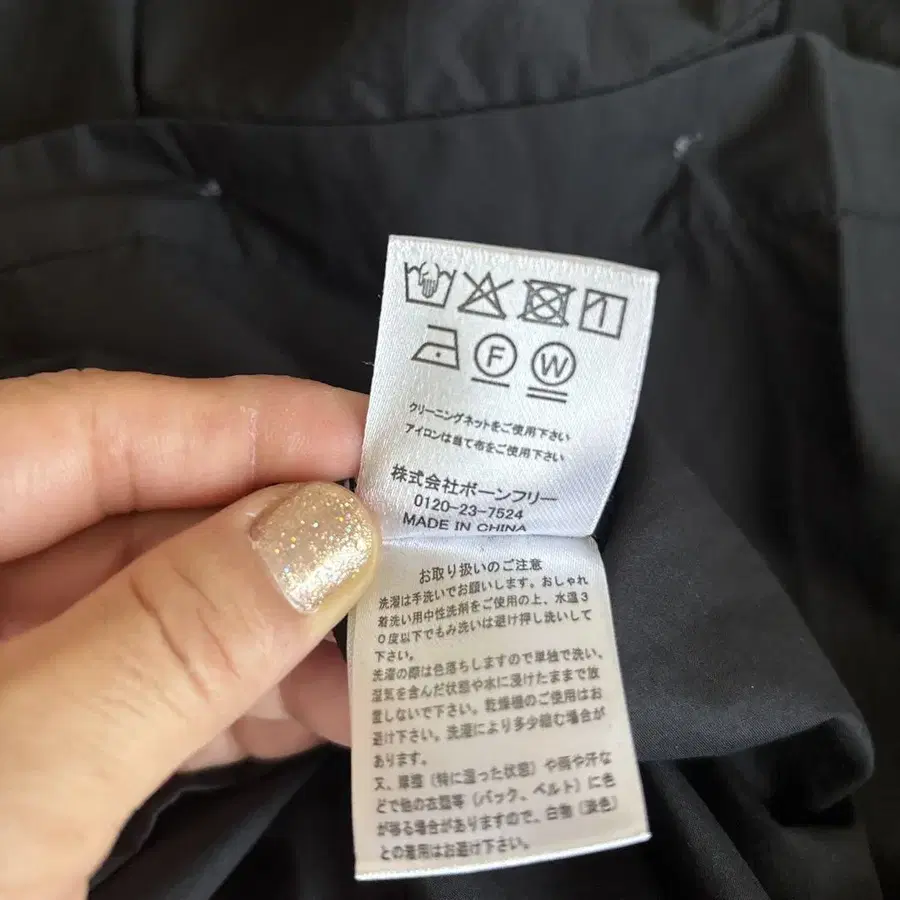 F W
クリーニングネットをご使用下さい
アイロンは当て布をご使用下さい
株式会社ボーンフリー
0120-23-7524
MADE IN CHINA
お取り扱いのご注意
洗濯は手洗いでお願いします。おしゃれ
着洗い用中性洗剤をご使用の上、水温3
0度以下でもみ洗いは避け押し洗いして
下さい。
洗濯の際は色落ちしますので単独で洗い、
湿気を含んだ状態や水に浸けたままで放
置しないで下さい。乾燥機のご使用はお
避け下さい。洗濯により多少縮む場合が
あります。
又、摩擦（特に湿った状態）や雨や汗な
どで他の衣類等（バック、ベルト）に色
が移る場合がありますので、白物（淡色）
との着用はお避け下さい。